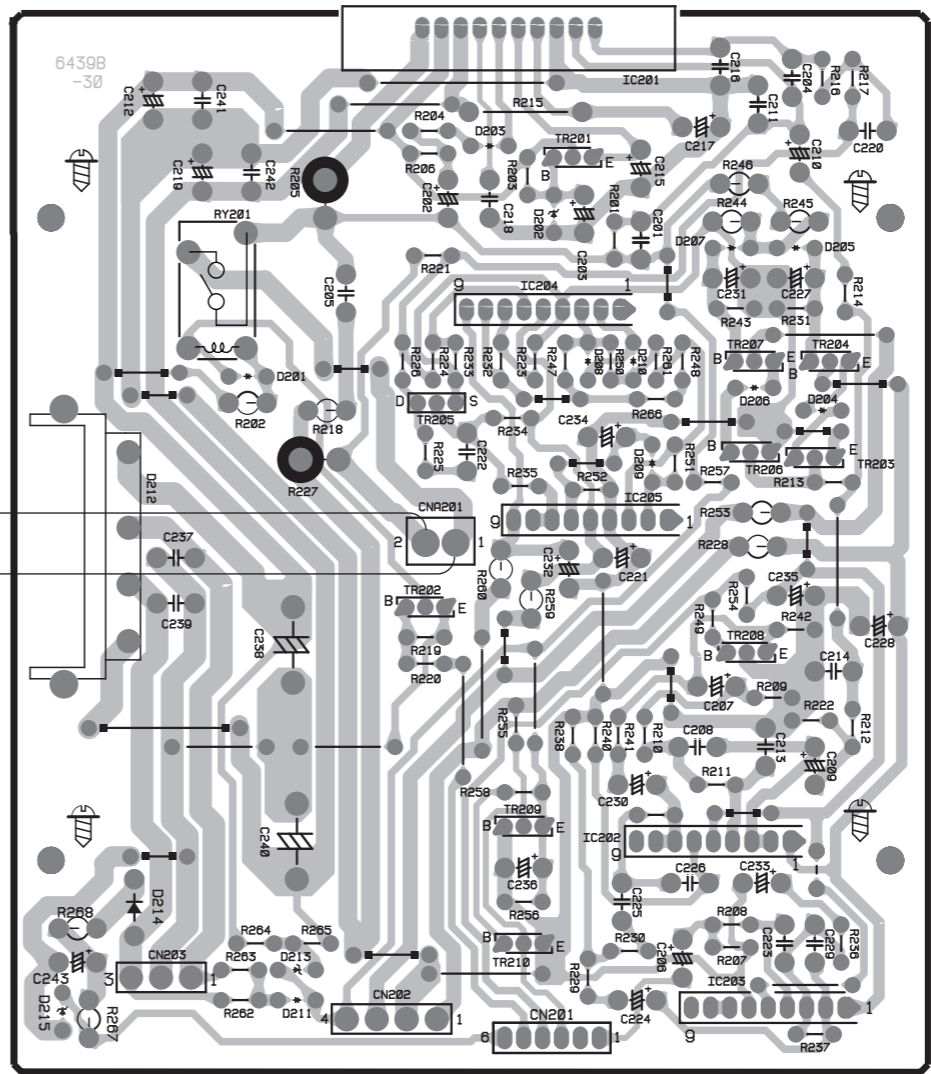 6439B
-30
IC201
C216
C204
R216
R217
C212
C241
R204
R215
C211
D203
TR201
C217
C210
C220
R206
B
E
C219
C242
R205
R203
C215
R246
C202
C218
D202
R201
C201
R244
R245
RY201
D207
D205
C203
R221
C205
9
IC204
1
C231
C227
R214
R243
R231
R226
R224
R233
R232
R223
R247
D208
R250
D210
R261
R248
TR207
TR204
B
E
B
E
D201
D
S
D206
D204
R202
R218
TR205
R234
C234
R266
R225
C222
D209
R251
B
E
TR206
TR203
R227
R235
R252
R257
R213
D212
IC205
CNA201
9
1
R253
2
1
R228
C237
C232
C221
R260
C235
TR202
B
E
R259
R254
R249
R242
C239
TR208
C228
C238
R219
B
E
C214
R220
C207
R209
R255
R222
R238
R240
R241
R210
C208
C213
R212
C209
R211
R258
C230
TR209
B
E
C240
IC202
9
1
C236
C226
C233
D214
C225
R268
R256
R208
R264
R265
B
E
R230
C223
C229
R236
CN203
R263
D213
TR210
C206
R207
C243
3
1
R229
IC203
D215
R267
R262
D211
CN202
C224
1
4
1
CN201
9
6
1
R237